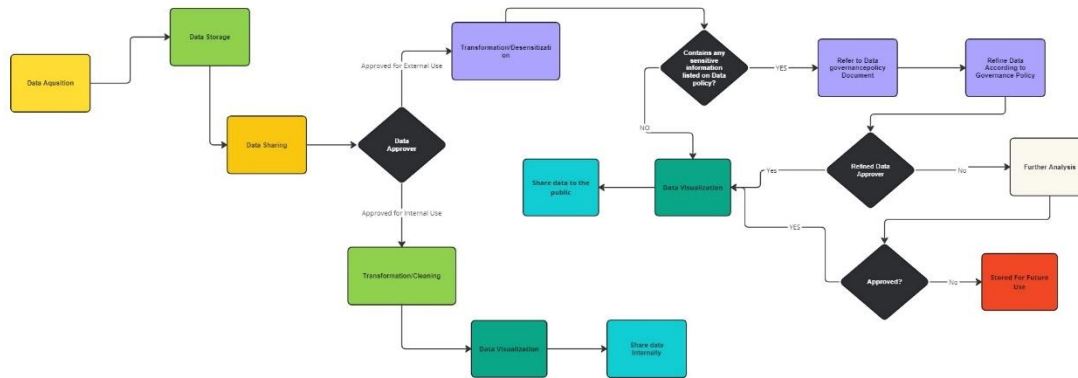 Data Aqusition
Data Storage
Data Sharing
Approved for External Use
Data
Approver
Approved for Internal Use
Transformation/Desensitizati
on
Contains any
sensitive
information
listed on Data
policy?
YES
NO
Refer to Data
governancepolicy
Document
Refine Data
According to
Governance Policy
Refined Data
Approver
Yes
No
Further Analysis
Data Visualization
Share data to the
public
YES
Approved?
No
Stored For Future
Use
Transformation/Cleaning
Data Visualization
Share data
Internally